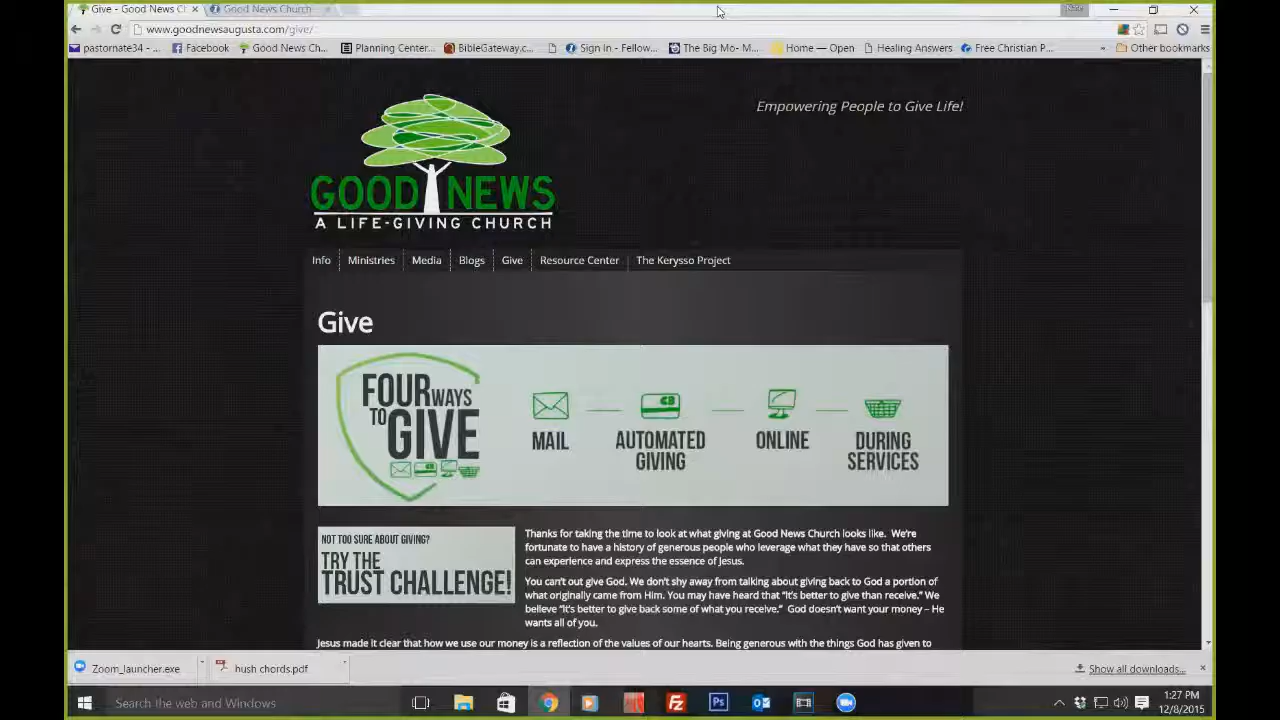 Give - Good News Ch
Good News Church
www.goodnewsaugusta.com/give/
pastornate34 - ...
Facebook
Good News Ch...
Planning Center...
BibleGateway.c...
Sign In - Fellow...
The Big Mo- M...
Home — Open
Healing Answers
Free Christian P...
Other bookmarks
Empowering People to Give Life!
GOOD NEWS
A LIFE-GIVING CHURCH
Info
Ministries
Media
Blogs
Give
Resource Center
The Kerysso Project
Give
FOUR WAYS
TO GIVE
MAIL
AUTOMATED
GIVING
ONLINE
DURING
SERVICES
NOT TOO SURE ABOUT GIVING?
TRY THE
TRUST CHALLENGE!
Thanks for taking the time to look at what giving at Good News Church looks like. We're
fortunate to have a history of generous people who leverage what they have so that others
can experience and express the essence of Jesus.
You can't out give God. We don't shy away from talking about giving back to God a portion of
what originally came from Him. You may have heard that "It's better to give than receive." We
believe "it's better to give back some of what you receive." God doesn't want your money – He
wants all of you.
Jesus made it clear that how we use our money is a reflection of the values of our hearts. Being generous with the things God has given to
Zoom_launcher.exe
hush chords.pdf
Show all downloads...
Search the web and Windows
1:27 PM
12/8/2015